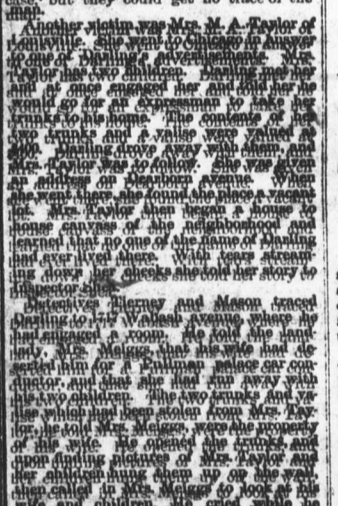 case, but they could get no trace of the
man.
Another victim was Mrs. M. A. Taylor of
Louisville. She went to Chicago in answer
to one of Darling's advertisements. Mrs.
Taylor has two children. Darling met her
and at once engaged her and told her he
would go for an expressman to take her
trunks to his home. The contents of her
two trunks and a valise were valued at
Darling drove away with them, and
Mrs. Taylor was to follow. She was given
an address on Dearborn avenue. When
she went there she found the place a vacant
lot. Mrs. Taylor then began a house to
house canvass of the neighborhood and
learned that no one of the name of Darling
had ever lived there. With tears stream-
ing down her cheeks she told her story to
Inspector Shea.
Detectives Tierney and Mason traced
Darling to Wabash avenue, where he
had engaged a room. He told the land-
lady, Mrs. Meiggs, that his wife had de-
serted him for a Pullman palace car con-
ductor, and that she had run away with
his two children. The two trunks and va-
lise which had been stolen from Mrs. Tay-
lor, he told Mrs. Meiggs, were the property
of his wife. He opened the trunks and
upon finding pictures of Mrs. Taylor and
her children hung them up on the wall,
then called in Mrs. Meiggs to look at his
wife and children. He cried while he